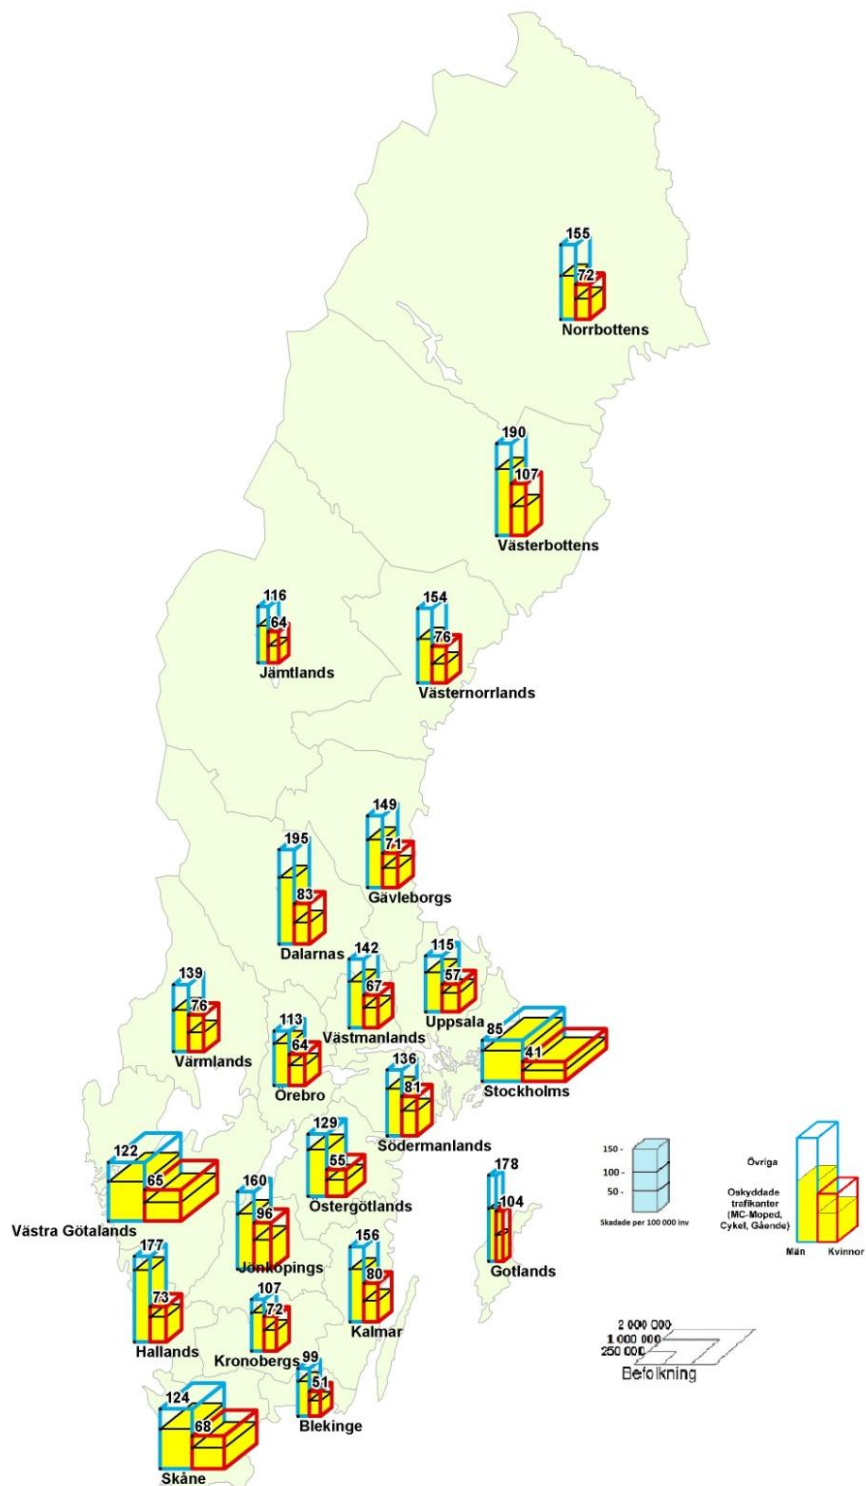 155
72
Norrbottens
190
107
Västerbottens
116
64
Jämtlands
154
76
Västernorrlands
149
71
Gävleborgs
195
83
Dalarnas
142
67
Västmanlands
115
57
Uppsala
139
76
Värmlands
113
64
Örebro
85
41
Stockholms
136
81
Södermanlands
129
55
Östergötlands
122
65
Västra Götalands
160
96
Jönköpings
178
104
Gotlands
177
73
Hallands
156
80
Kalmar
107
72
Kronobergs
99
51
Blekinge
124
68
Skåne
150 -
100 -
50 -
Skadade per 100 000 inv
Övriga
Oskyddade
trafikanter
(MC-Moped,
Cykel, Gående)
Män Kvinnor
2 000 000
1 000 000
250 000
Befolkning